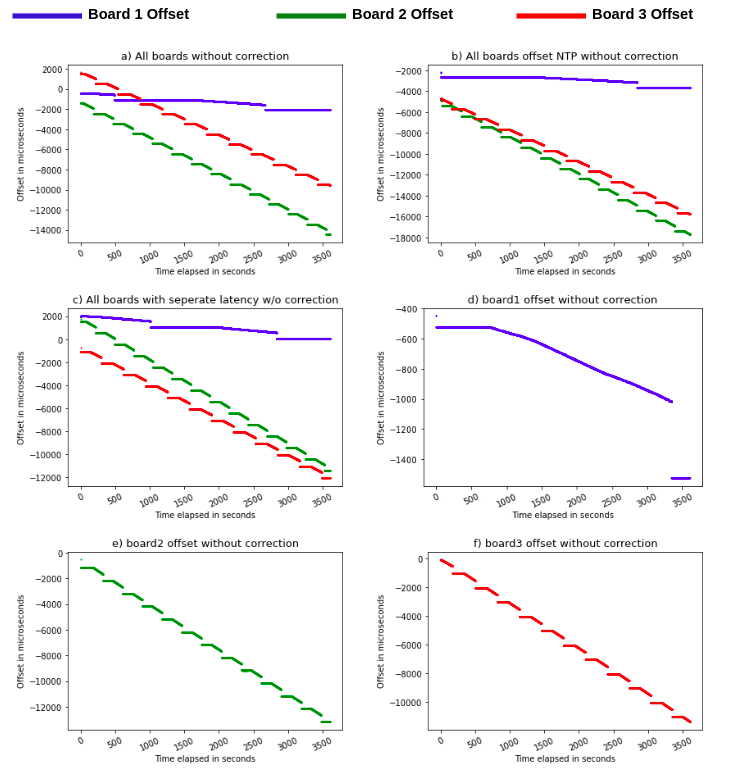 Board 1 Offset Board 2 Offset Board 3 Offset
a) All boards without correction
2000
0
−2000
−4000
−6000
−8000
−10000
−12000
−14000
Offset in microseconds
0 500 1000 1500 2000 2500 3000 3500
Time elapsed in seconds
b) All boards offset NTP without correction
−2000
−4000
−6000
−8000
−10000
−12000
−14000
−16000
−18000
Offset in microseconds
0 500 1000 1500 2000 2500 3000 3500
Time elapsed in seconds
c) All boards with seperate latency w/o correction
2000
0
−2000
−4000
−6000
−8000
−10000
−12000
Offset in microseconds
0 500 1000 1500 2000 2500 3000 3500
Time elapsed in seconds
d) board1 offset without correction
−400
−600
−800
−1000
−1200
−1400
Offset in microseconds
0 500 1000 1500 2000 2500 3000 3500
Time elapsed in seconds
e) board2 offset without correction
0
−2000
−4000
−6000
−8000
−10000
−12000
Offset in microseconds
0 500 1000 1500 2000 2500 3000 3500
Time elapsed in seconds
f) board3 offset without correction
0
−2000
−4000
−6000
−8000
−10000
Offset in microseconds
0 500 1000 1500 2000 2500 3000 3500
Time elapsed in seconds